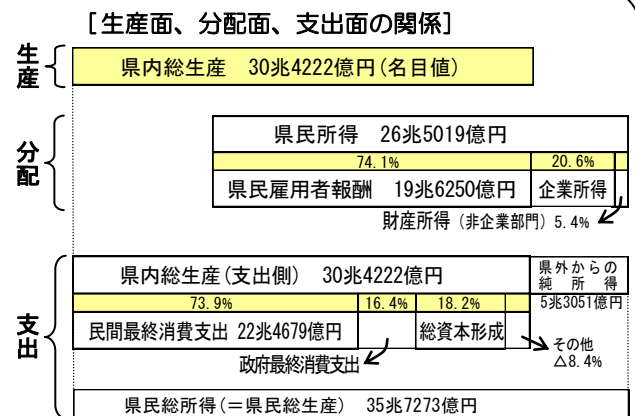 [生産面、分配面、支出面の関係]
生産
県内総生産 30兆4222億円(名目値)
分配
県民所得 26兆5019億円
74.1% 20.6%
県民雇用者報酬 19兆6250億円 企業所得
財産所得(非企業部門)5.4%
支出
県内総生産(支出側) 30兆4222億円
県外からの
純所得
73.9% 16.4% 18.2%
5兆3051億円
民間最終消費支出 22兆4679億円 総資本形成
その他
政府最終消費支出
△8.4%
県民総所得(=県民総生産) 35兆7273億円